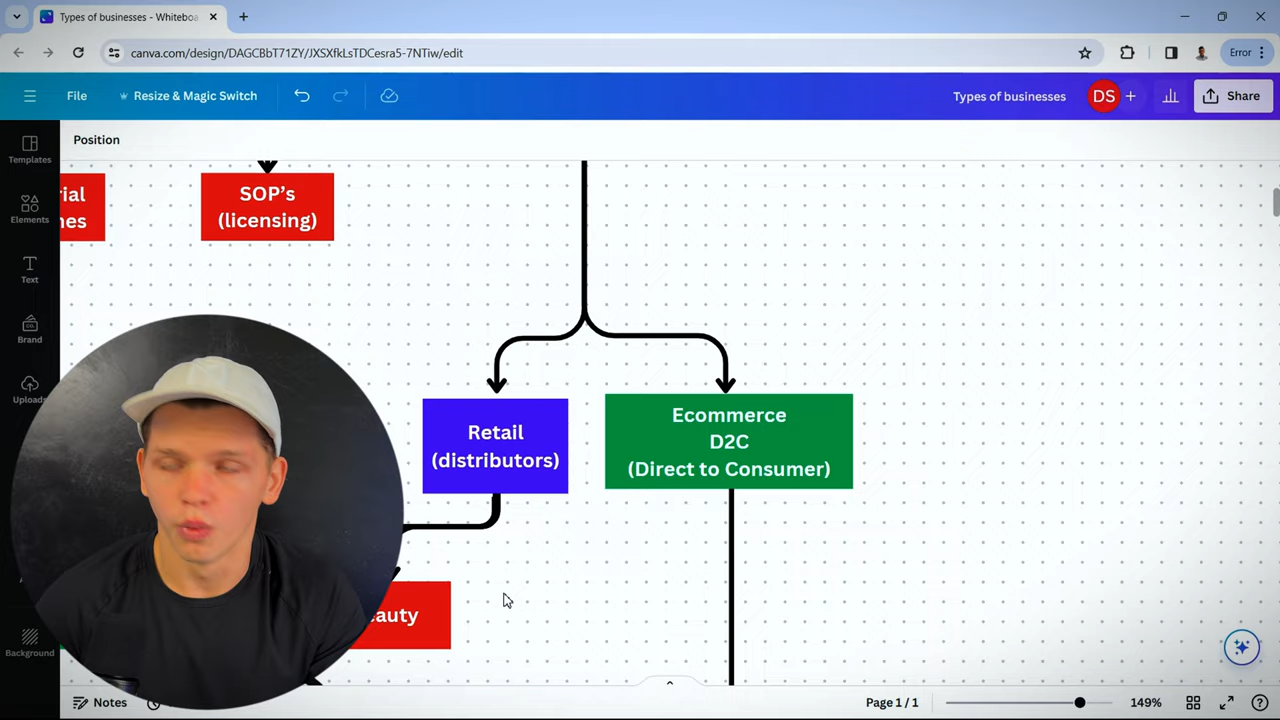 Types of businesses - Whiteboa
canva.com/design/DAGCBbT71ZY/JXSXfkLsTDCesra5-7NTiw/edit
Error
File
Resize & Magic Switch
Types of businesses
DS
Share
Position
Templates
Elements
Text
Brand
Uploads
Background
rial
nes
SOP's
(licensing)
Retail
(distributors)
Ecommerce
D2C
(Direct to Consumer)
eauty
Notes
Page 1 / 1
149%